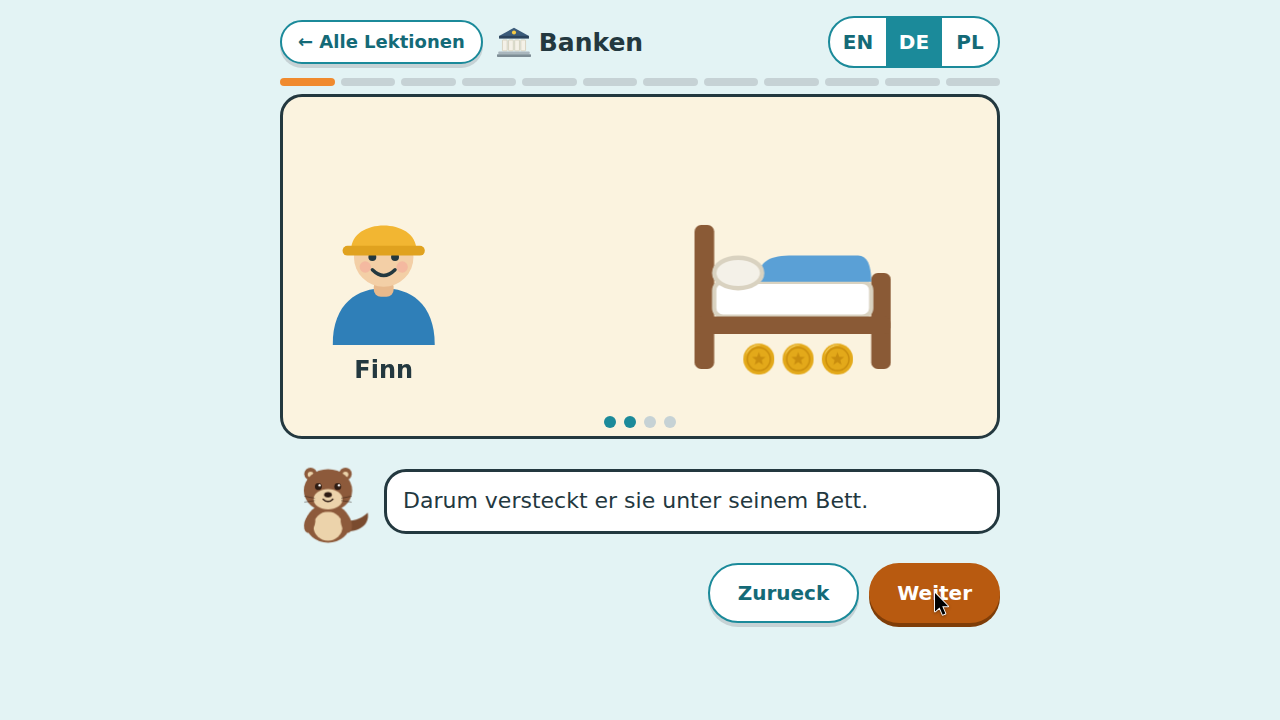 ← Alle Lektionen
Banken
EN DE PL
Finn
Darum versteckt er sie unter seinem Bett.
Zurueck
Weiter